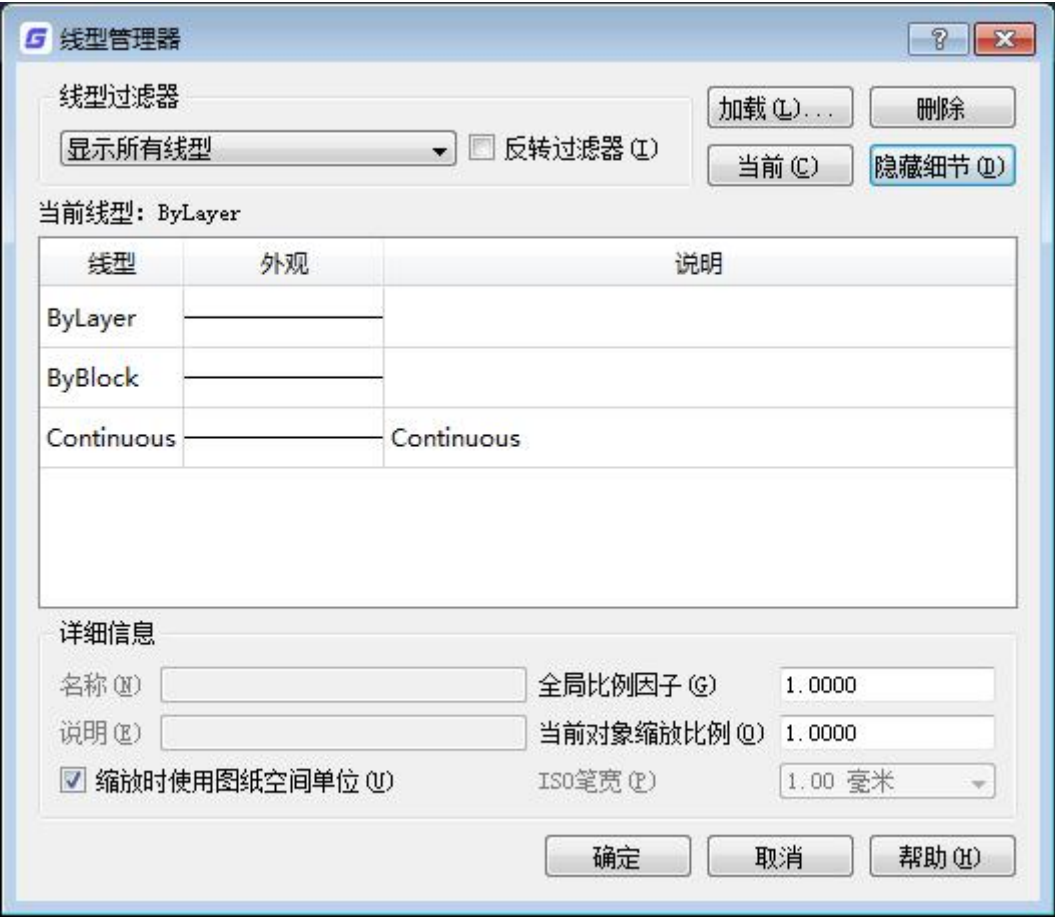 线型管理器
线型过滤器
显示所有线型
反转过滤器(I)
加载(L)...
删除
当前(C)
隐藏细节(D)
当前线型: ByLayer
线型 外观 说明
ByLayer
ByBlock
Continuous Continuous
详细信息
名称(N)
全局比例因子(G) 1.0000
说明(E)
当前对象缩放比例(O) 1.0000
缩放时使用图纸空间单位(U)
ISO笔宽(P) 1.00 毫米
确定 取消 帮助(H)